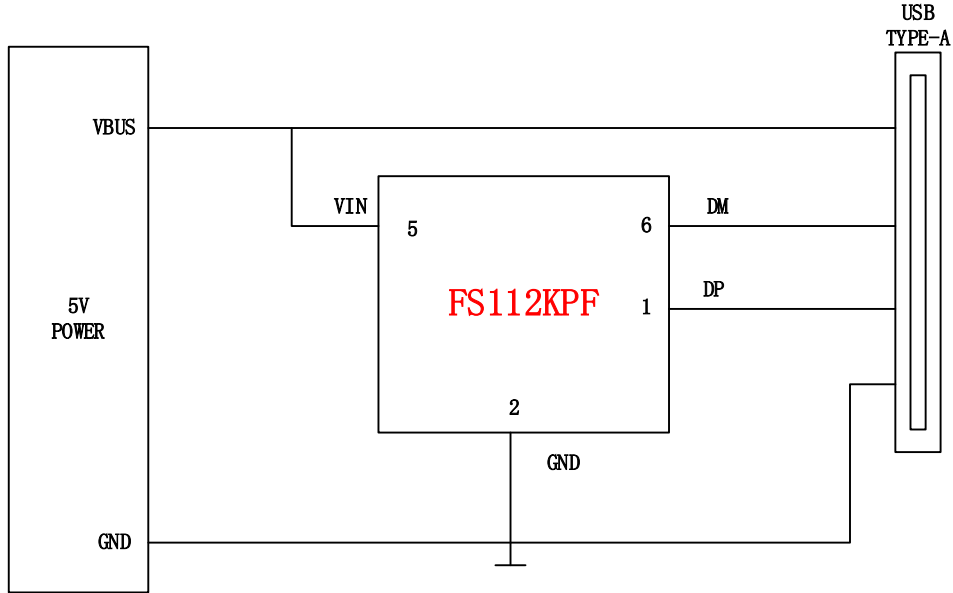 USB
TYPE-A
VBUS
VIN
5
6
DM
FS112KPF
1
DP
5V
POWER
2
GND
GND